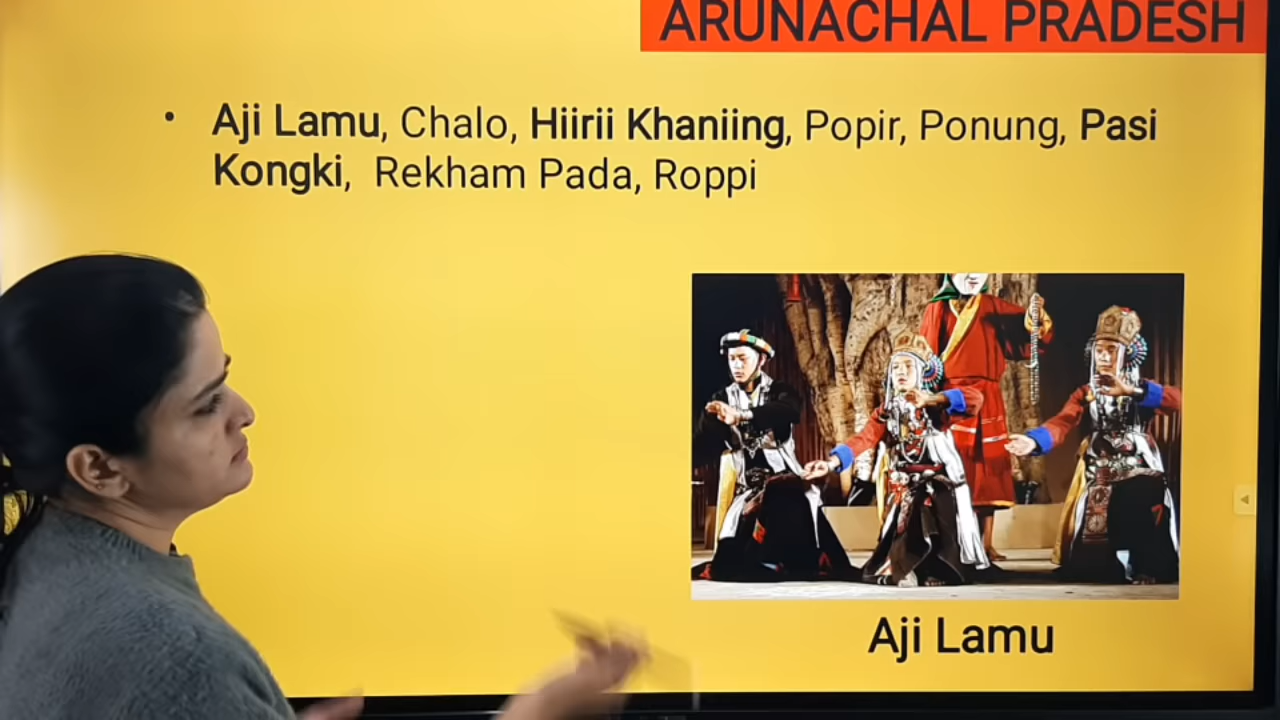 ARUNACHAL PRADESH
• Aji Lamu, Chalo, Hiirii Khaniing, Popir, Ponung, Pasi
Kongki, Rekham Pada, Roppi
Aji Lamu